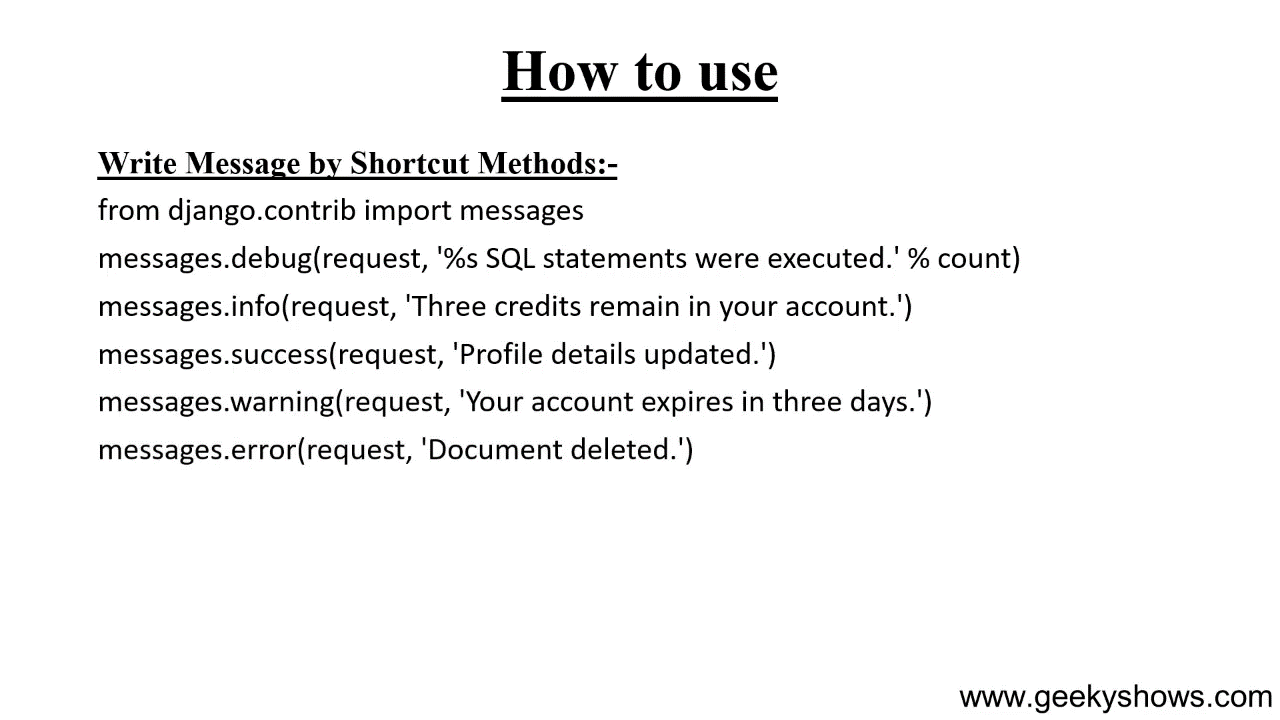 How to use
Write Message by Shortcut Methods:-
from django.contrib import messages
messages.debug(request, '%s SQL statements were executed.' % count)
messages.info(request, 'Three credits remain in your account.')
messages.success(request, 'Profile details updated.')
messages.warning(request, 'Your account expires in three days.')
messages.error(request, 'Document deleted.')
www.geekyshows.com